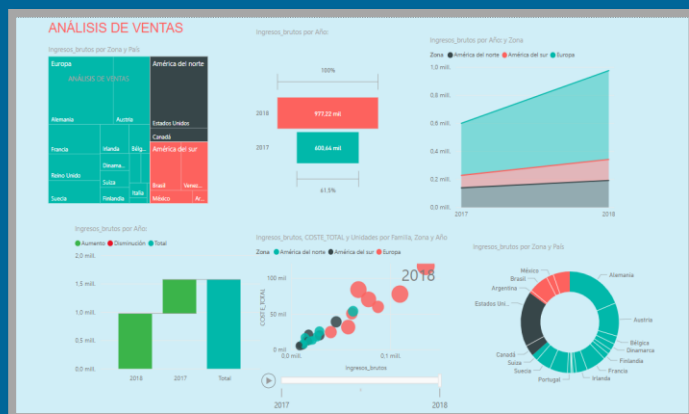 ANÁLISIS DE VENTAS
Ingresos_brutos por Zona y País
Europa
América del norte
ANÁLISIS DE VENTAS
Alemania
Austria
Estados Unidos
Canadá
Francia
Irlanda
Bélg...
América del sur
Dinama...
Reino Unido
Suiza
Brasil
Venez...
Italia
Suecia
Finlandia
México
Ar...
Ingresos_brutos por Año:
100%
2018
977,22 mil
2017
600,64 mil
61.5%
Ingresos_brutos por Año y Zona
Zona América del norte América del sur Europa
1,0 mill.
0,8 mill.
0,6 mill.
0,4 mill.
0,2 mill.
0,0 mill.
2017
2018
Ingresos_brutos por Año:
Aumento Disminución Total
2,0 mill.
1,5 mill.
1,0 mill.
0,5 mill.
0,0 mill.
2018
2017
Total
Ingresos_brutos, COSTE_TOTAL y Unidades por Familia, Zona y Año
Zona América del norte América del sur Europa
2018
100 mil
50 mil
0 mil
COSTE_TOTAL
0,0 mill.
0,1 mill.
Ingresos_brutos
2017
2018
Ingresos_brutos por Zona y País
México
Brasil
Argentina
Estados Uni...
Canadá
Suiza
Suecia
Portugal
Irlanda
Francia
Finlandia
Dinamarca
Bélgica
Austria
Alemania